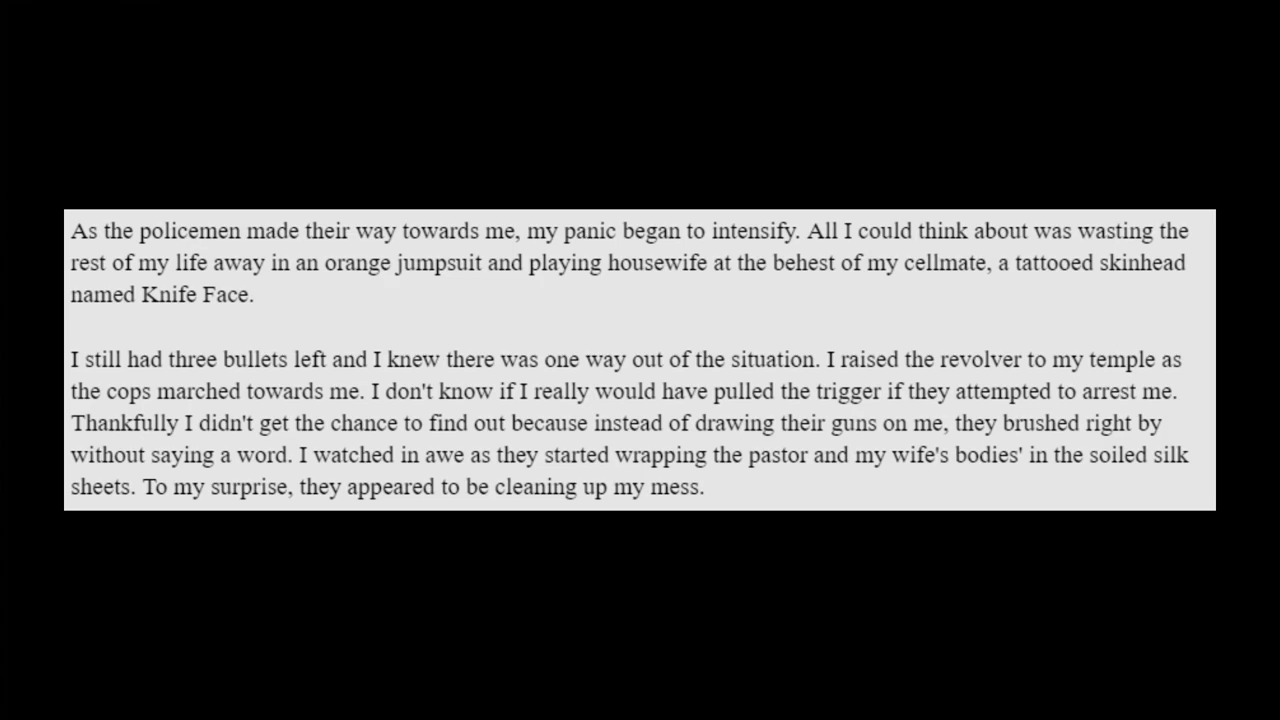 As the policemen made their way towards me, my panic began to intensify. All I could think about was wasting the
rest of my life away in an orange jumpsuit and playing housewife at the behest of my cellmate, a tattooed skinhead
named Knife Face.
I still had three bullets left and I knew there was one way out of the situation. I raised the revolver to my temple as
the cops marched towards me. I don't know if I really would have pulled the trigger if they attempted to arrest me.
Thankfully I didn't get the chance to find out because instead of drawing their guns on me, they brushed right by
without saying a word. I watched in awe as they started wrapping the pastor and my wife's bodies' in the soiled silk
sheets. To my surprise, they appeared to be cleaning up my mess.